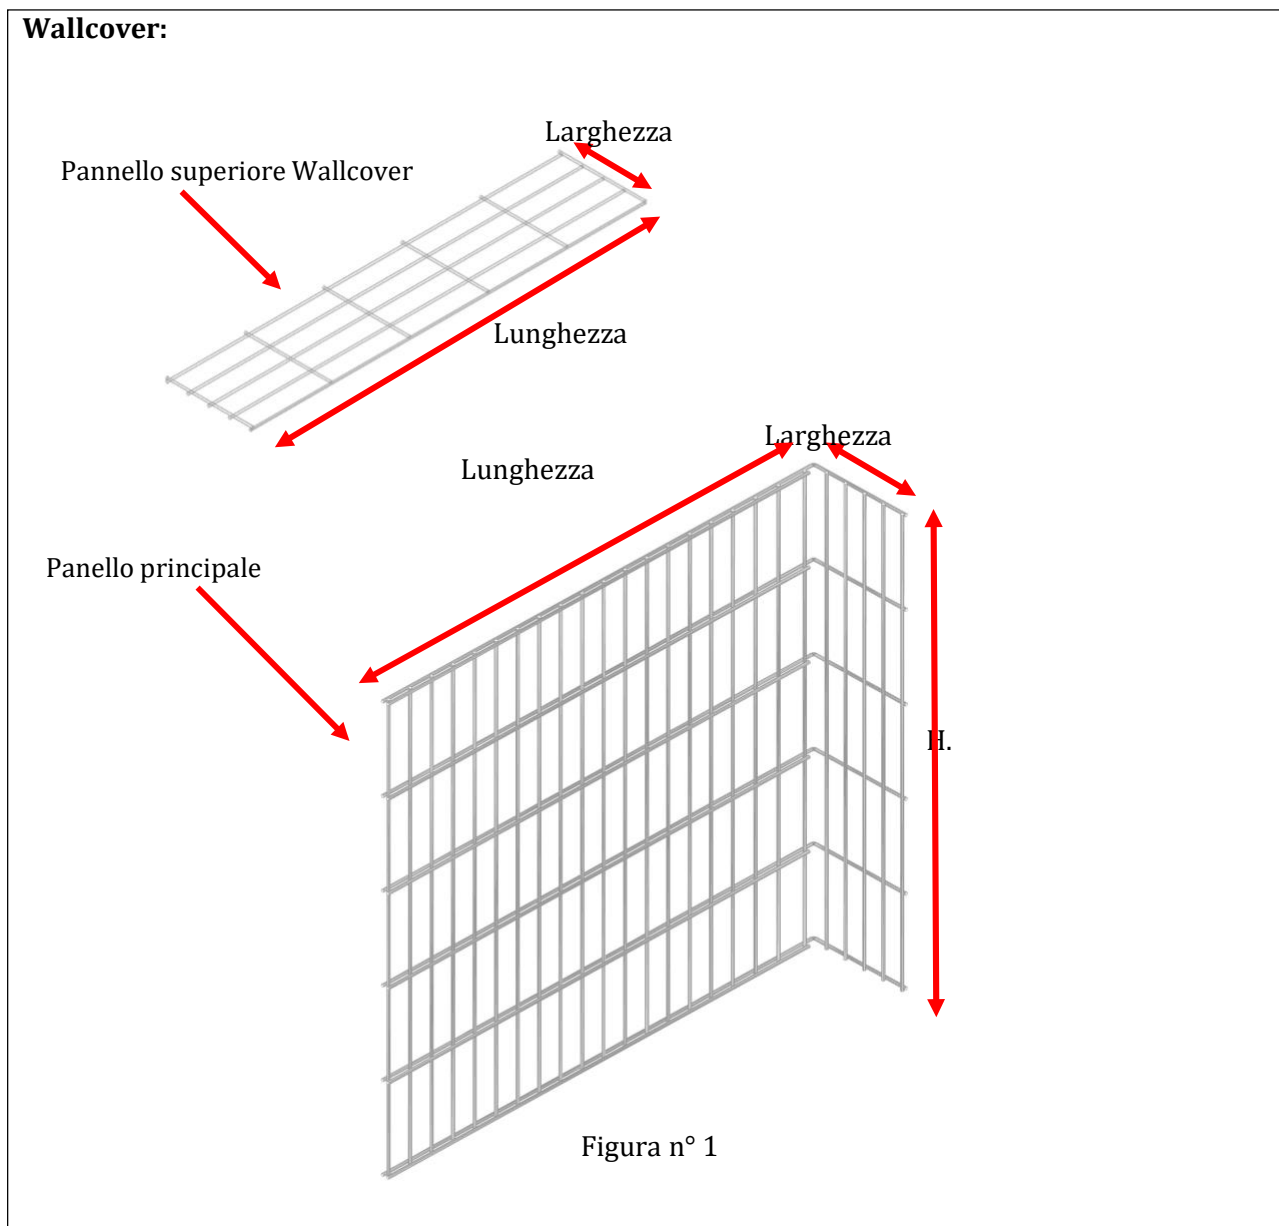 Wallcover:
Larghezza
Pannello superiore Wallcover
Lunghezza
Larghezza
Lunghezza
Panello principale
H.
Figura n° 1